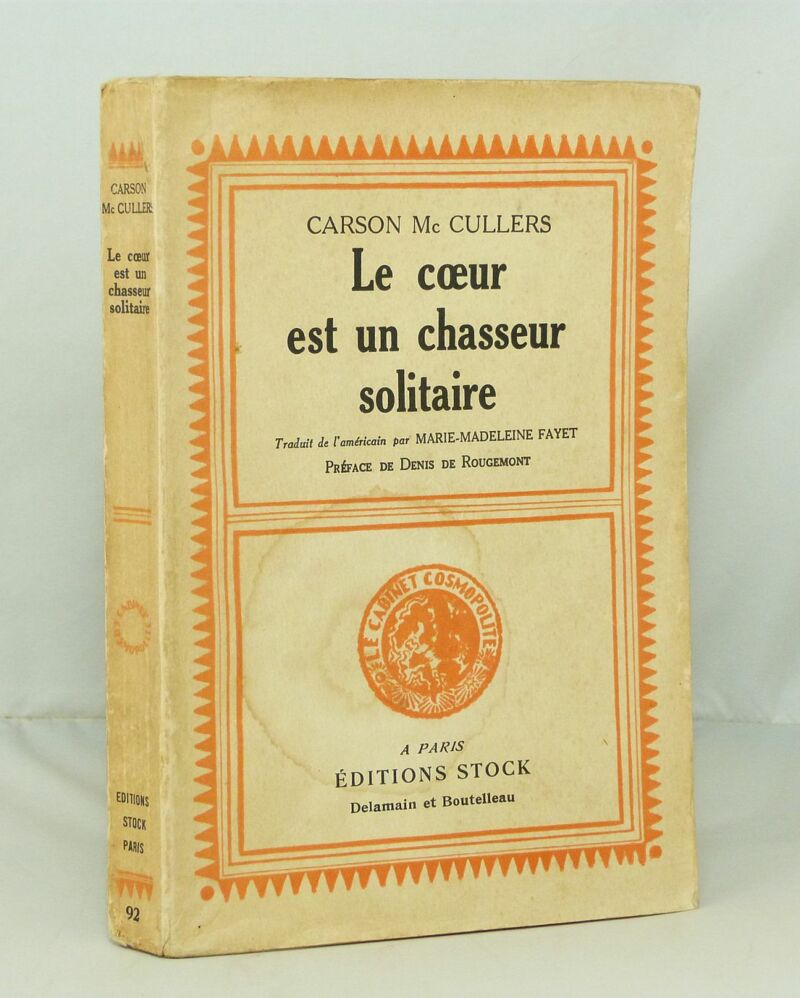 CARSON
Mc CULLERS
Le cœur
est un
chasseur
solitaire
EDITIONS
STOCK
PARIS
92
CARSON Mc CULLERS
Le cœur
est un chasseur
solitaire
Traduit de l'américain par MARIE-MADELEINE FAYET
PRÉFACE DE DENIS DE ROUGEMONT
LE CABINET COSMOPOLITE
A PARIS
ÉDITIONS STOCK
Delamain et Boutelleau